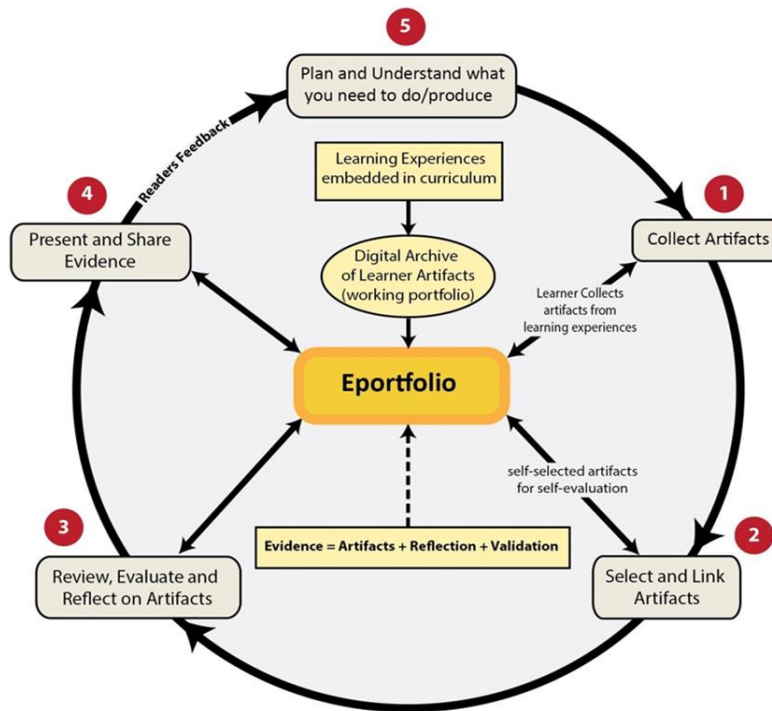 5
Plan and Understand what
you need to do/produce
Readers Feedback
Learning Experiences
embedded in curriculum
4
1
Present and Share
Evidence
Collect Artifacts
Digital Archive
of Learner Artifacts
(working portfolio)
Learner Collects
artifacts from
learning experiences
Eportfolio
self-selected artifacts
for self-evaluation
3
2
Evidence = Artifacts + Reflection + Validation
Review, Evaluate and
Reflect on Artifacts
Select and Link
Artifacts